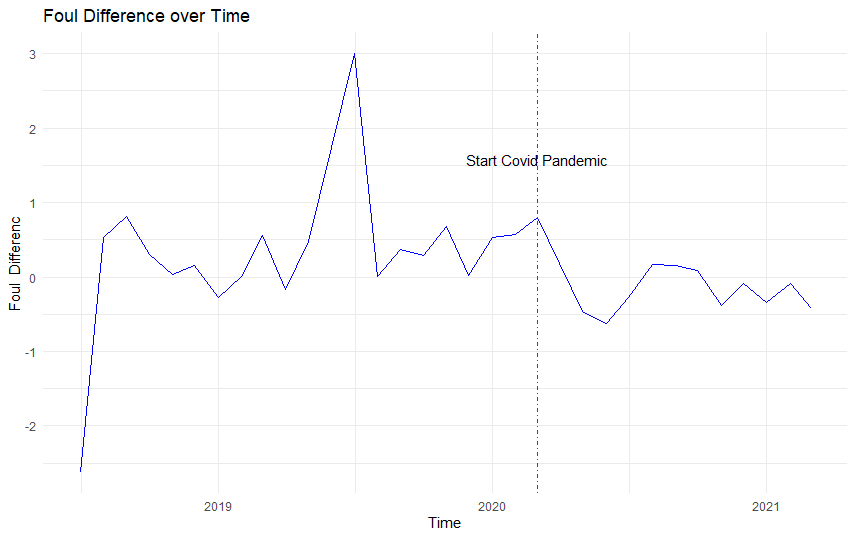 Foul Difference over Time
3
2
1
0
-1
-2
Foul Differenc
Start Covid Pandemic
2019
2020
2021
Time